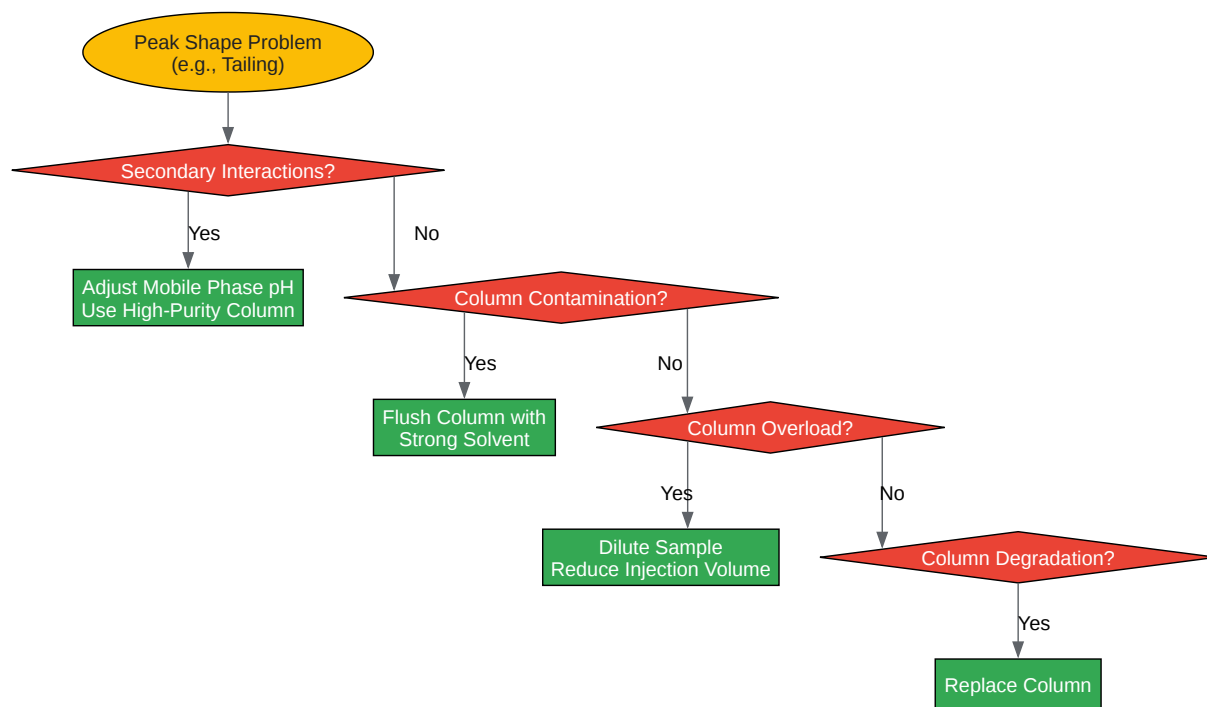 Peak Shape Problem
(e.g., Tailing)
Secondary Interactions?
Yes
No
Adjust Mobile Phase pH
Use High-Purity Column
Column Contamination?
Yes
No
Flush Column with
Strong Solvent
Column Overload?
Yes
No
Dilute Sample
Reduce Injection Volume
Column Degradation?
Yes
Replace Column